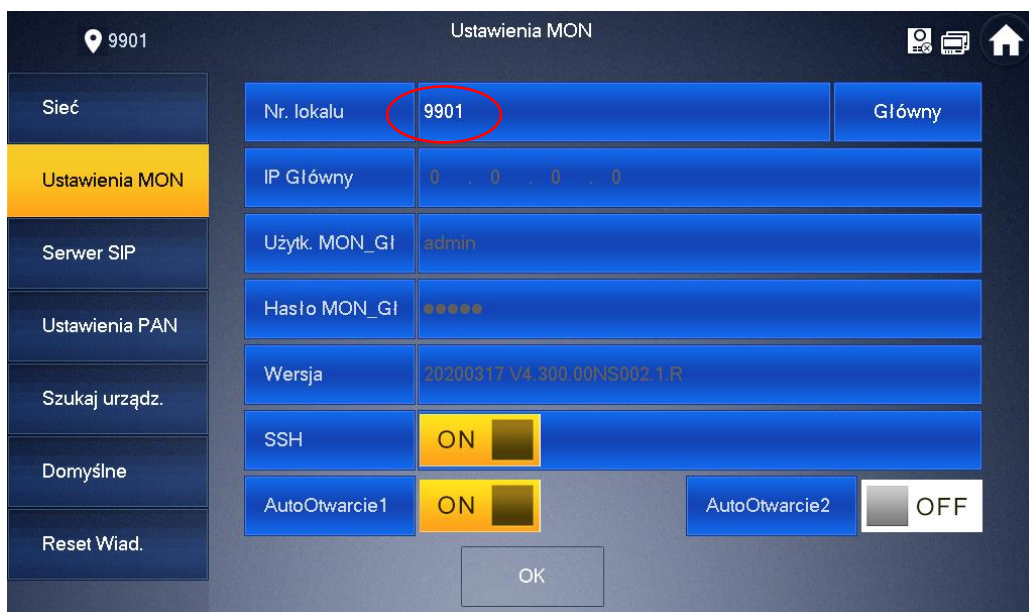 9901
Ustawienia MON
Sieć
Ustawienia MON
Serwer SIP
Ustawienia PAN
Szukaj urządz.
Domyślne
Reset Wiad.
Nr. lokalu 9901 Główny
IP Główny 0 . 0 . 0 . 0
Użytk. MON_Gł admin
Hasło MON_Gł ●●●●●
Wersja 20200317 V4.300.00NS002.1.R
SSH ON
AutoOtwarcie1 ON AutoOtwarcie2 OFF
OK